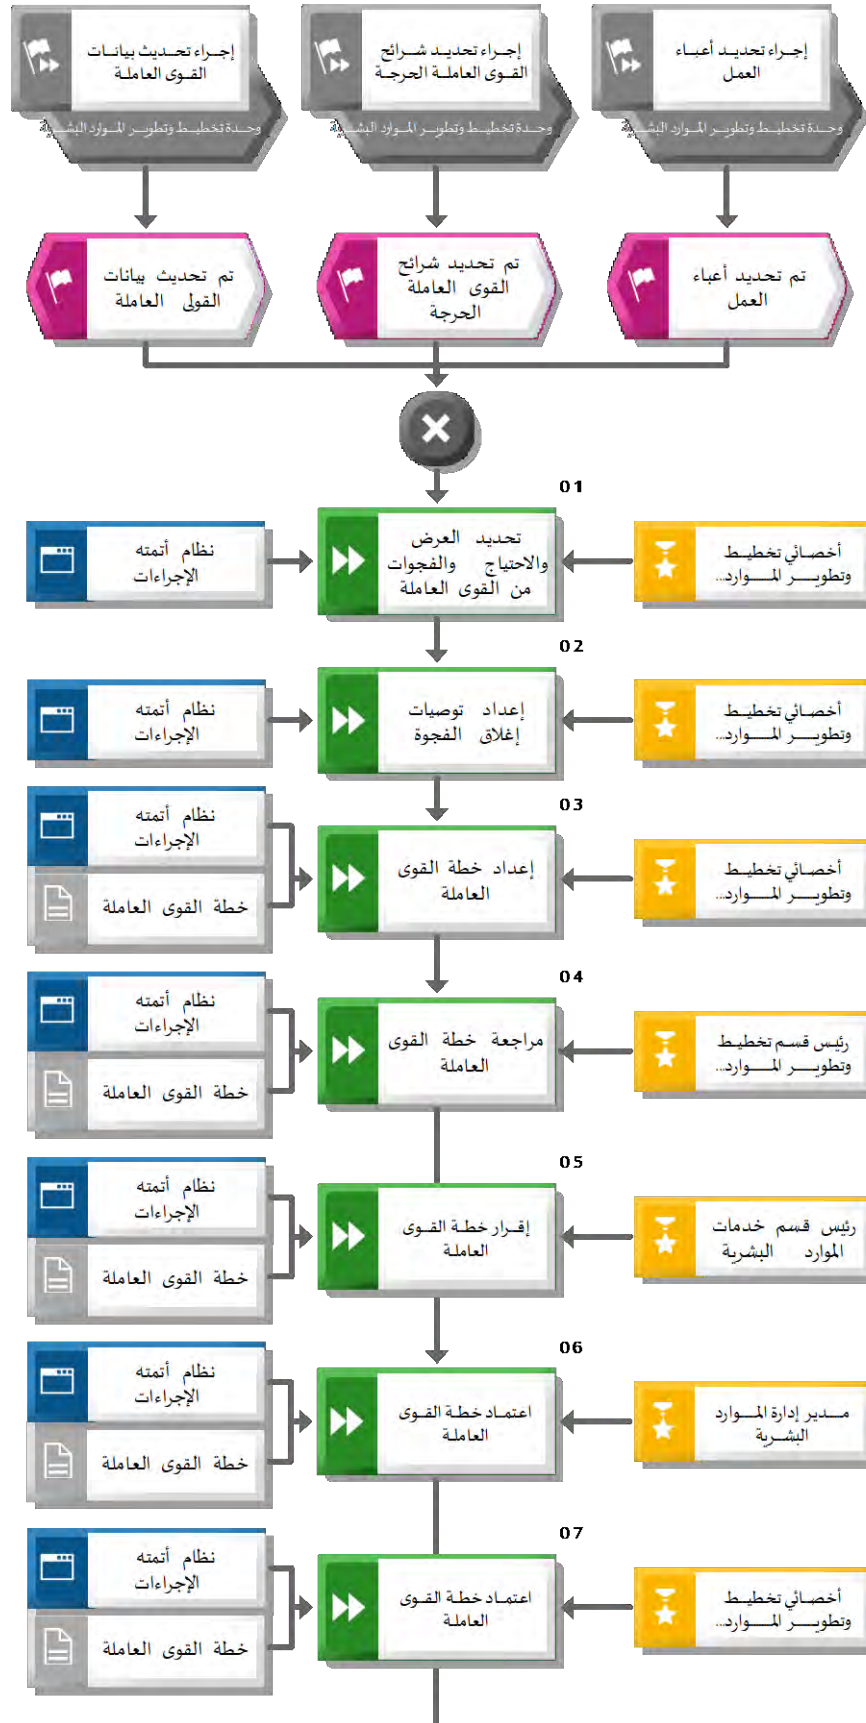 إجراء تحديد أعباء
العمل
وحدة تخطيط وتطوير الموارد البشرية
إجراء تحديد شرائح
القوى العاملة الحرجة
وحدة تخطيط وتطوير الموارد البشرية
إجراء تحديث بيانات
القوى العاملة
وحدة تخطيط وتطوير الموارد البشرية
تم تحديد أعباء
العمل
تم تحديد شرائح
القوى العاملة
الحرجة
تم تحديث بيانات
القولى العاملة
01
أخصائي تخطيط
وتطوير الموارد...
تحديد العرض
والاحتياج والفجوات
من القوى العاملة
نظام أتمته
الإجراءات
02
أخصائي تخطيط
وتطوير الموارد...
إعداد توصيات
إغلاق الفجوة
نظام أتمته
الإجراءات
03
أخصائي تخطيط
وتطوير الموارد...
إعداد خطة القوى
العاملة
نظام أتمته
الإجراءات
خطة القوى العاملة
04
رئيس قسم تخطيط
وتطوير الموارد...
مراجعة خطة القوى
العاملة
نظام أتمته
الإجراءات
خطة القوى العاملة
05
رئيس قسم خدمات
الموارد البشرية
إقرار خطة القوى
العاملة
نظام أتمته
الإجراءات
خطة القوى العاملة
06
مدير إدارة الموارد
البشرية
اعتماد خطة القوى
العاملة
نظام أتمته
الإجراءات
خطة القوى العاملة
07
أخصائي تخطيط
وتطوير الموارد...
اعتماد خطة القوى
العاملة
نظام أتمته
الإجراءات
خطة القوى العاملة